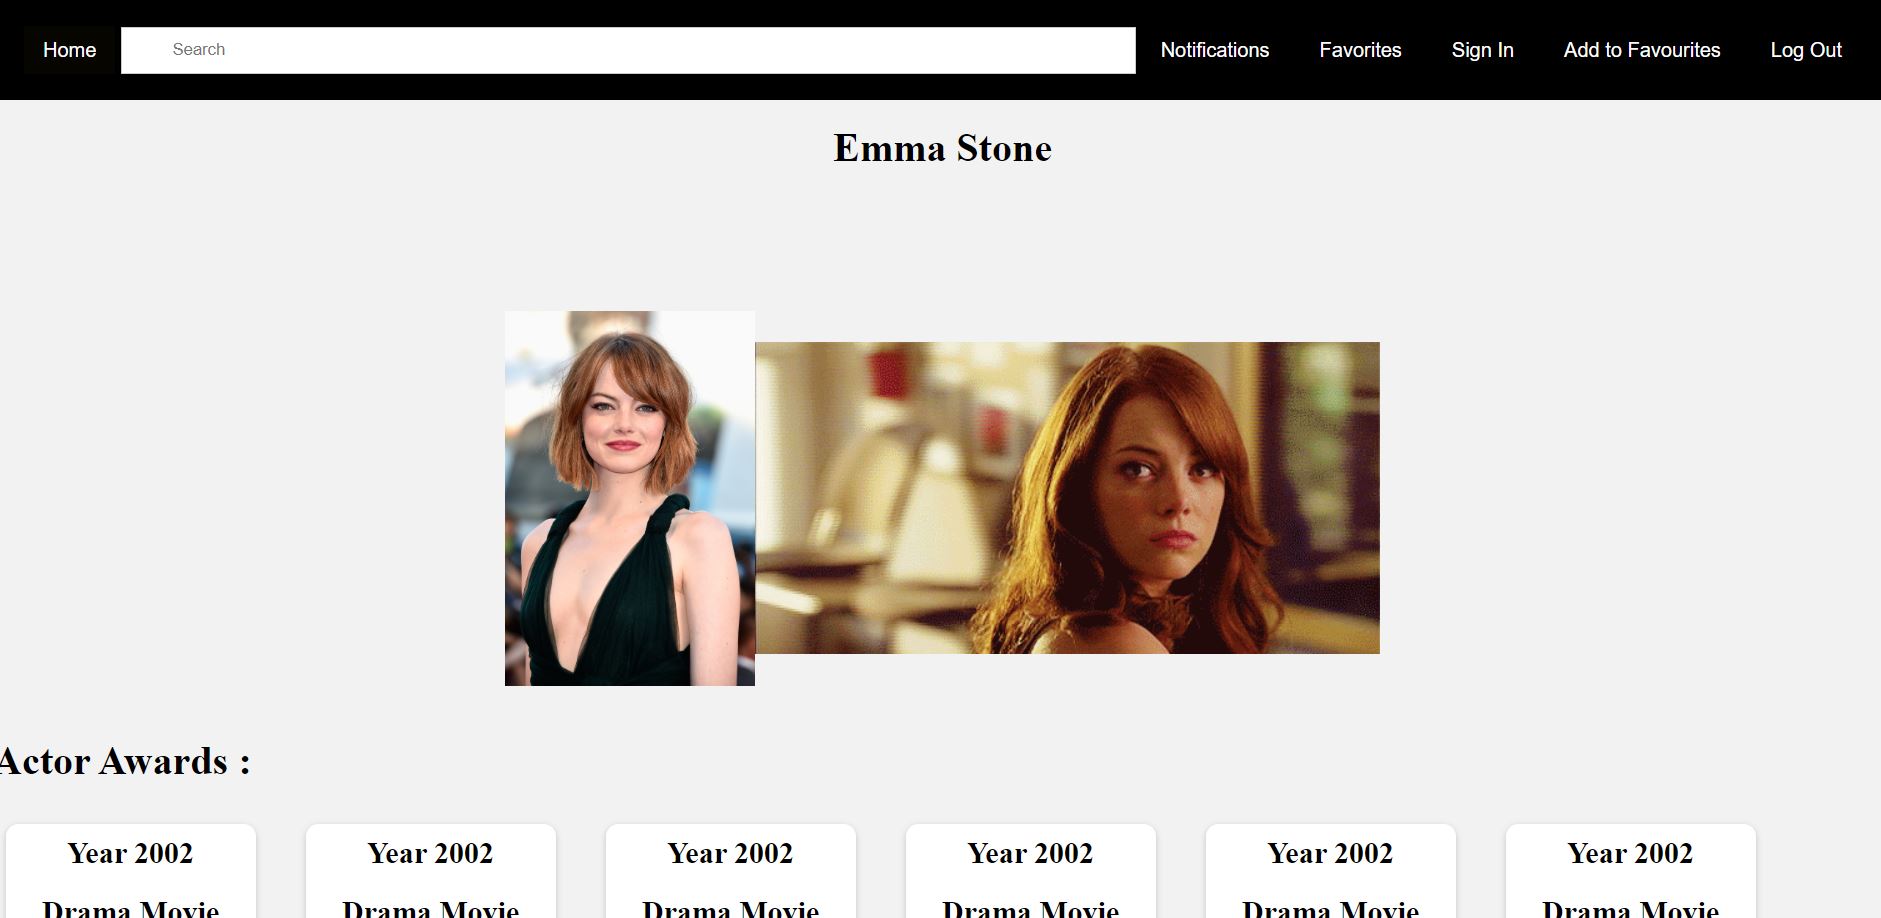 Home Search Notifications Favorites Sign In Add to Favourites Log Out
Emma Stone
Actor Awards :
Year 2002 Year 2002 Year 2002 Year 2002 Year 2002 Year 2002
Drama Movie Drama Movie Drama Movie Drama Movie Drama Movie Drama Movie